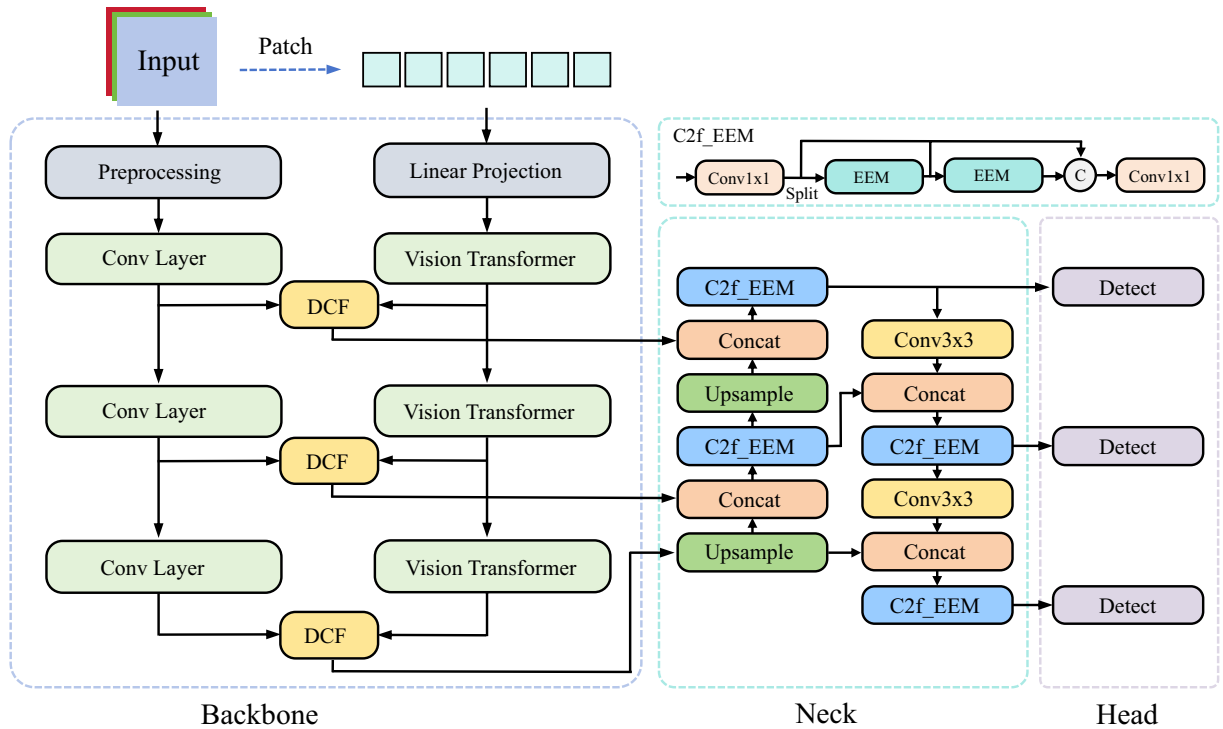 Input
Patch
Preprocessing
Linear Projection
Conv Layer
Vision Transformer
DCF
Conv Layer
Vision Transformer
DCF
Conv Layer
Vision Transformer
DCF
Backbone
C2f_EEM
Conv1x1
Split
EEM
EEM
C
Conv1x1
C2f_EEM
Concat
Upsample
C2f_EEM
Concat
Upsample
Conv3x3
Concat
C2f_EEM
Conv3x3
Concat
C2f_EEM
Neck
Detect
Detect
Detect
Head